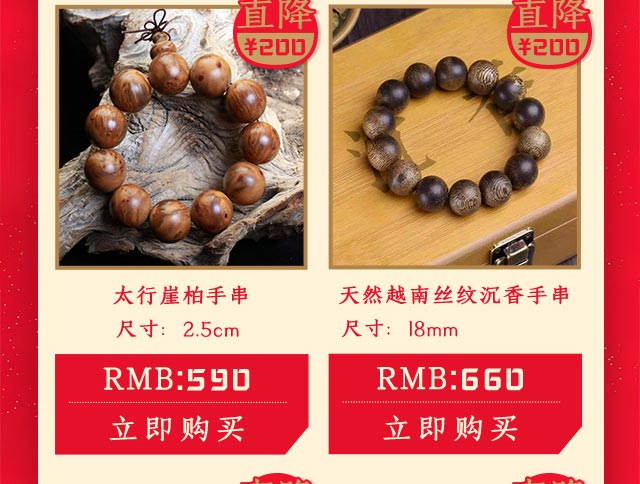 直降
¥200
直降
¥200
太行崖柏手串
尺寸: 2.5cm
天然越南丝纹沉香手串
尺寸: 18mm
RMB:590
立即购买
RMB:660
立即购买